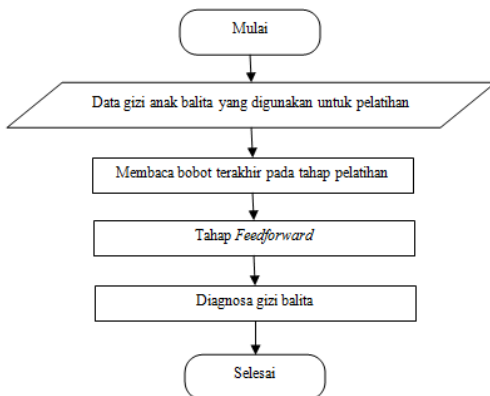 Mulai
Data gizi anak balita yang digunakan untuk pelatihan
Membaca bobot terakhir pada tahap pelatihan
Tahap Feedforward
Diagnosa gizi balita
Selesai